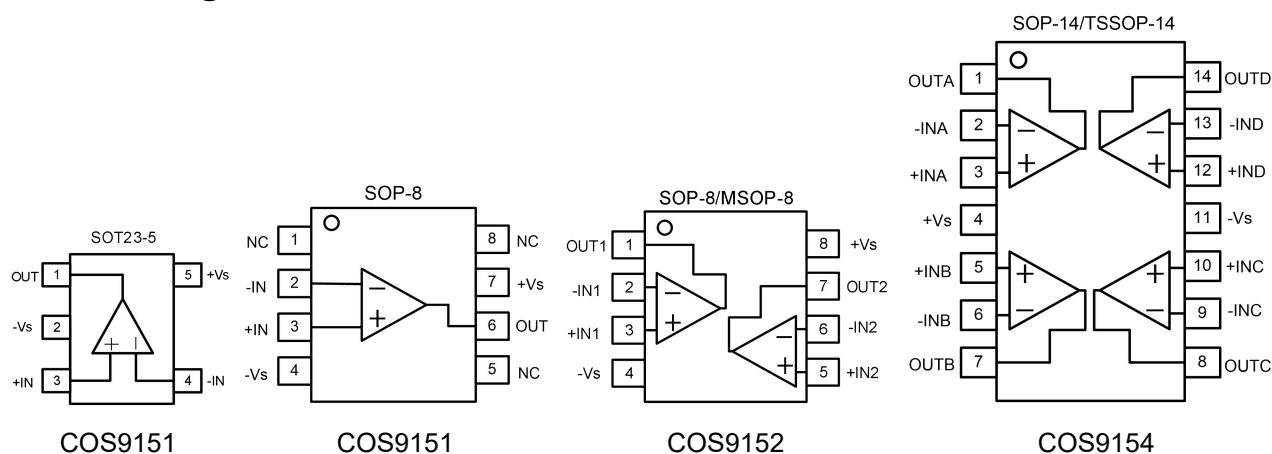 g
SOT23-5
OUT 1
5 +Vs
-Vs 2
+IN 3
4 -IN
+ −
COS9151
SOP-8
NC 1
8 NC
-IN 2
7 +Vs
+IN 3
6 OUT
-Vs 4
5 NC
−
+
COS9151
SOP-8/MSOP-8
OUT1 1
8 +Vs
-IN1 2
7 OUT2
+IN1 3
6 -IN2
-Vs 4
5 +IN2
−
+
−
+
COS9152
SOP-14/TSSOP-14
OUTA 1
14 OUTD
-INA 2
13 -IND
+INA 3
12 +IND
+Vs 4
11 -Vs
+INB 5
10 +INC
-INB 6
9 -INC
OUTB 7
8 OUTC
−
+
−
+
+
−
+
−
COS9154